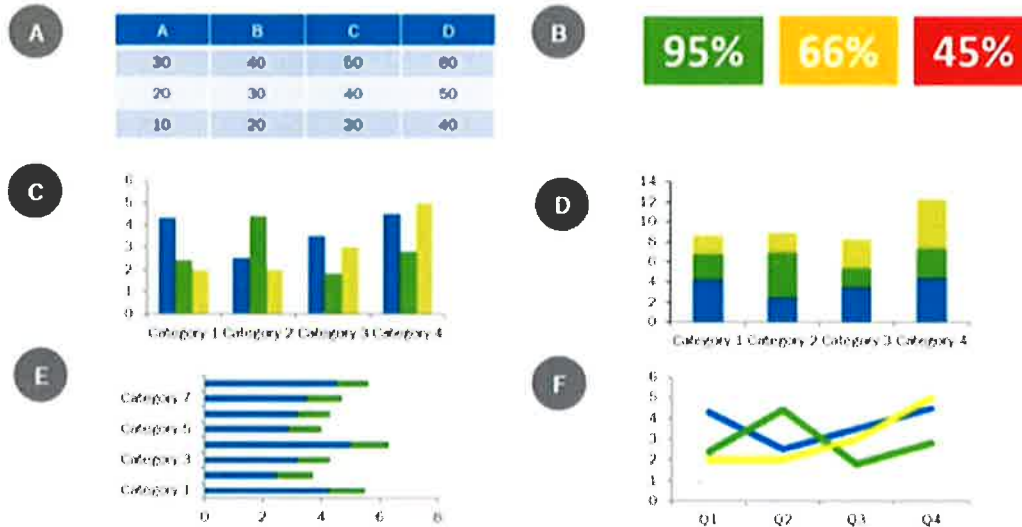 A
A B C D
30 40 50 60
20 30 40 50
10 20 30 40
B
95% 66% 45%
C
6
5
4
3
2
1
0
Category 1 Category 2 Category 3 Category 4
D
14
12
10
8
6
4
2
0
Category 1 Category 2 Category 3 Category 4
E
Category 7
Category 5
Category 3
Category 1
0 2 4 6 8
F
6
5
4
3
2
1
0
Q1 Q2 Q3 Q4